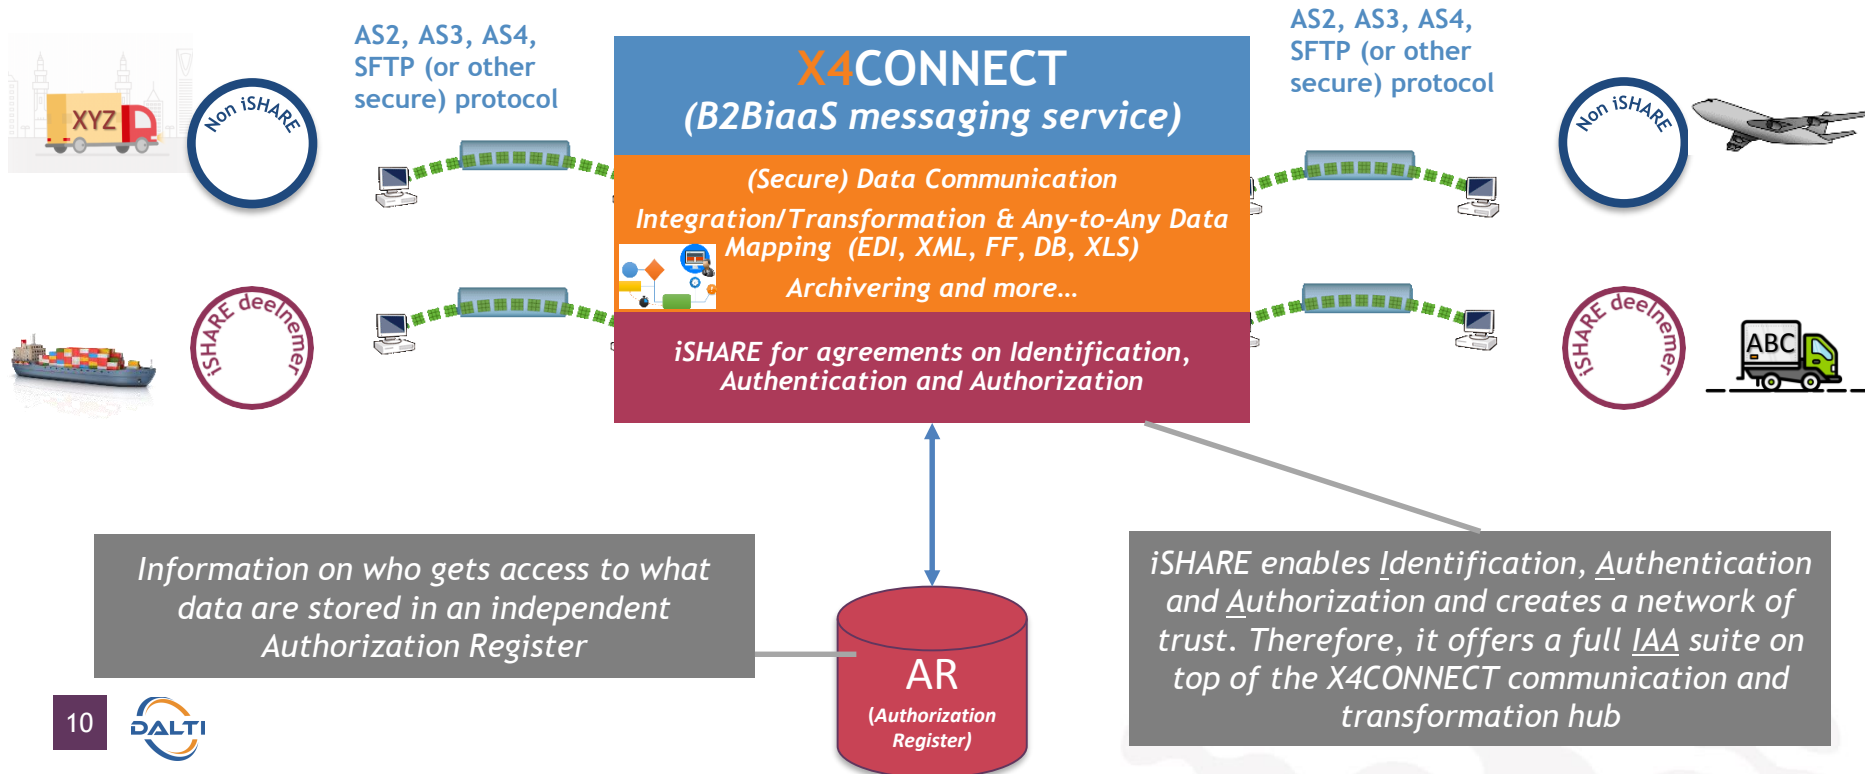 AS2, AS3, AS4,
SFTP (or other
secure) protocol
XYZ
Non iSHARE
iSHARE deelnemer
X4CONNECT
(B2BiaaS messaging service)
(Secure) Data Communication
Integration/Transformation & Any-to-Any Data
Mapping (EDI, XML, FF, DB, XLS)
Archivering and more…
iSHARE for agreements on Identification,
Authentication and Authorization
AS2, AS3, AS4,
SFTP (or other
secure) protocol
Non iSHARE
iSHARE deelnemer
ABC
Information on who gets access to what
data are stored in an independent
Authorization Register
AR
(Authorization
Register)
iSHARE enables Identification, Authentication
and Authorization and creates a network of
trust. Therefore, it offers a full IAA suite on
top of the X4CONNECT communication and
transformation hub
10
DALTI